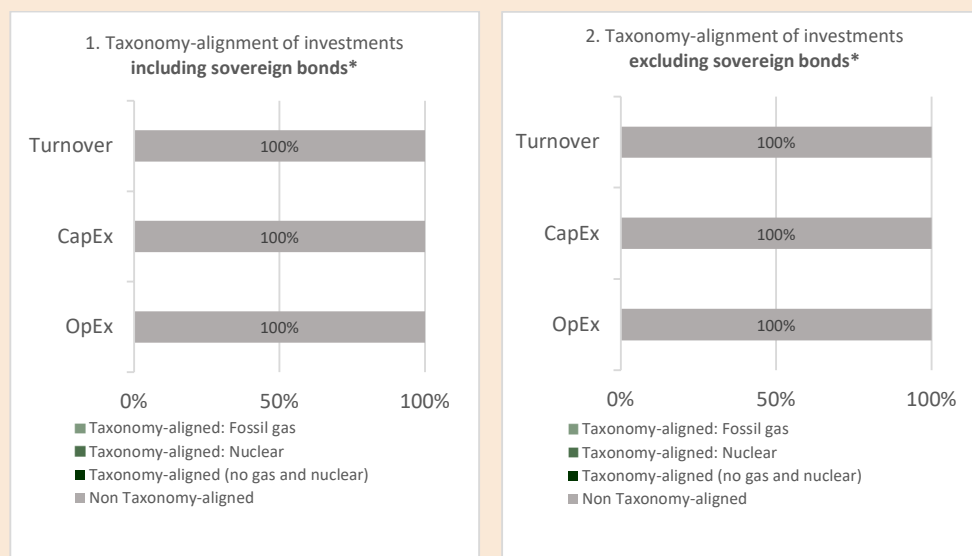 1. Taxonomy-alignment of investments
including sovereign bonds*
Turnover
100%
CapEx
100%
OpEx
100%
0%
50%
100%
Taxonomy-aligned: Fossil gas
Taxonomy-aligned: Nuclear
Taxonomy-aligned (no gas and nuclear)
Non Taxonomy-aligned
2. Taxonomy-alignment of investments
excluding sovereign bonds*
Turnover
100%
CapEx
100%
OpEx
100%
0%
50%
100%
Taxonomy-aligned: Fossil gas
Taxonomy-aligned: Nuclear
Taxonomy-aligned (no gas and nuclear)
Non Taxonomy-aligned